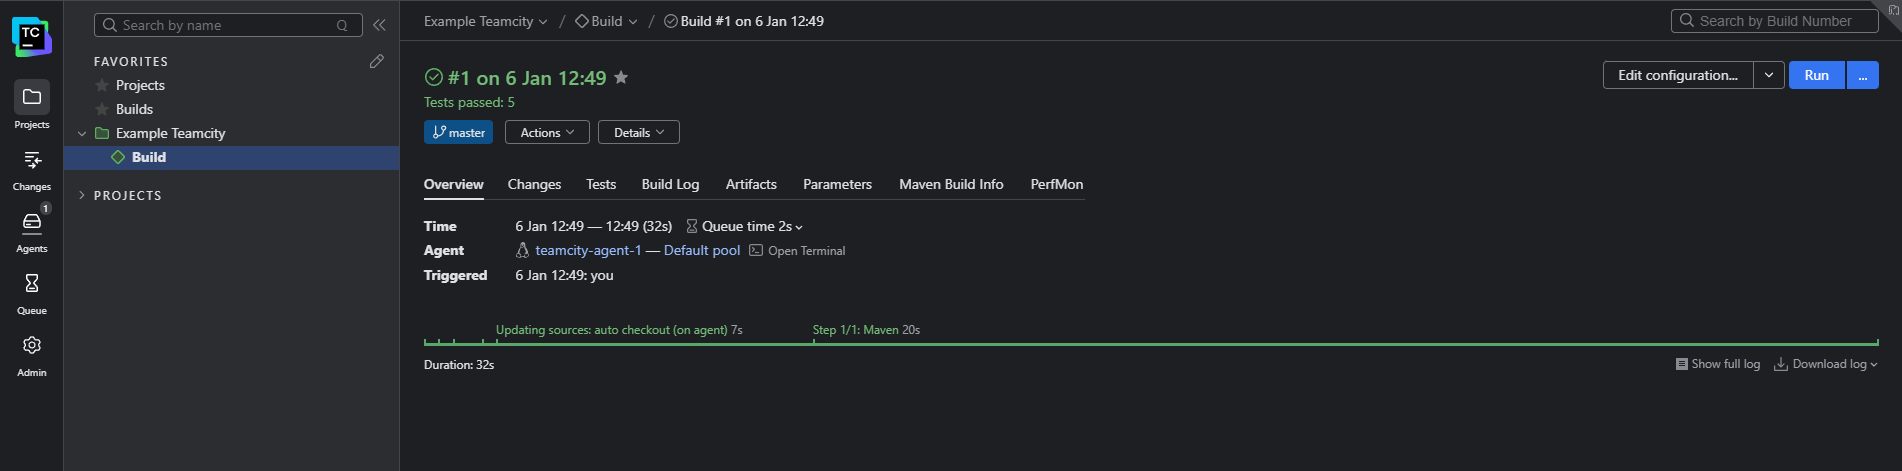 TC
Projects
Changes
1
Agents
Queue
Admin
Search by name Q
FAVORITES
Projects
Builds
Example Teamcity
Build
PROJECTS
Example Teamcity / Build / Build #1 on 6 Jan 12:49
Search by Build Number
#1 on 6 Jan 12:49
Tests passed: 5
Edit configuration...
Run
...
master
Actions
Details
Overview Changes Tests Build Log Artifacts Parameters Maven Build Info PerfMon
Time 6 Jan 12:49 — 12:49 (32s) Queue time 2s
Agent teamcity-agent-1 — Default pool Open Terminal
Triggered 6 Jan 12:49: you
Updating sources: auto checkout (on agent) 7s Step 1/1: Maven 20s
Duration: 32s
Show full log Download log